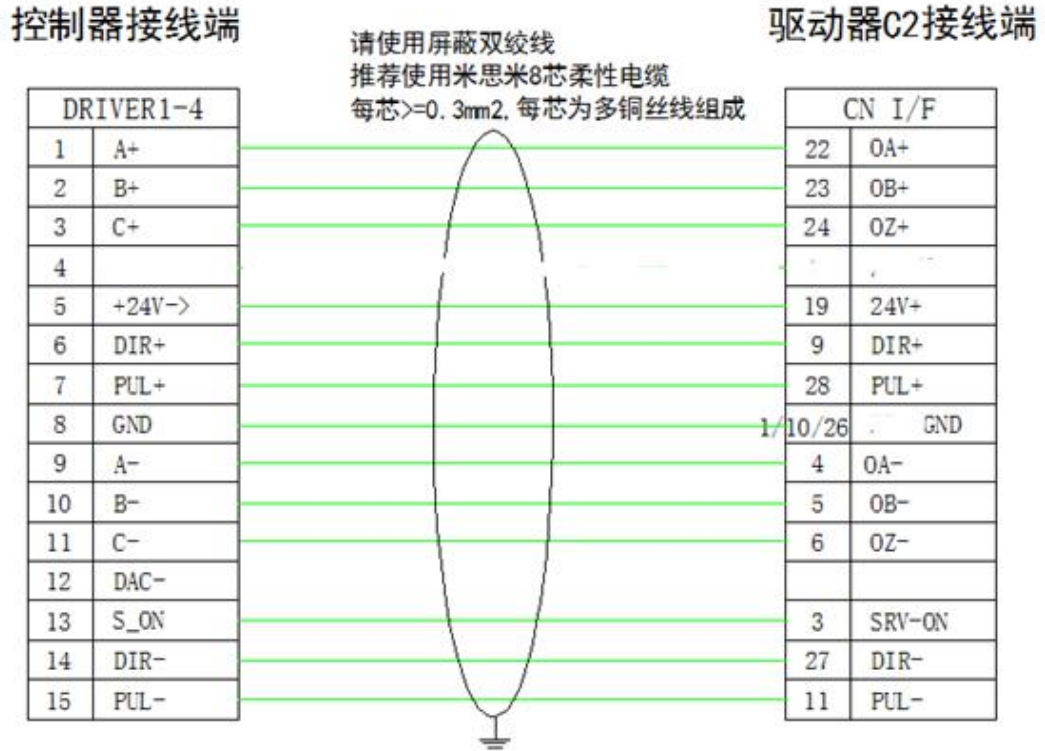 控制器接线端
驱动器C2接线端
请使用屏蔽双绞线
推荐使用米思米8芯柔性电缆
每芯>=0.3mm2,每芯为多铜丝线组成
DRIVER1-4
CN I/F
1 A+ 22 OA+
2 B+ 23 OB+
3 C+ 24 OZ+
4
5 +24V-> 19 24V+
6 DIR+ 9 DIR+
7 PUL+ 28 PUL+
8 GND 1/10/26 GND
9 A- 4 OA-
10 B- 5 OB-
11 C- 6 OZ-
12 DAC-
13 S_ON 3 SRV-ON
14 DIR- 27 DIR-
15 PUL- 11 PUL-